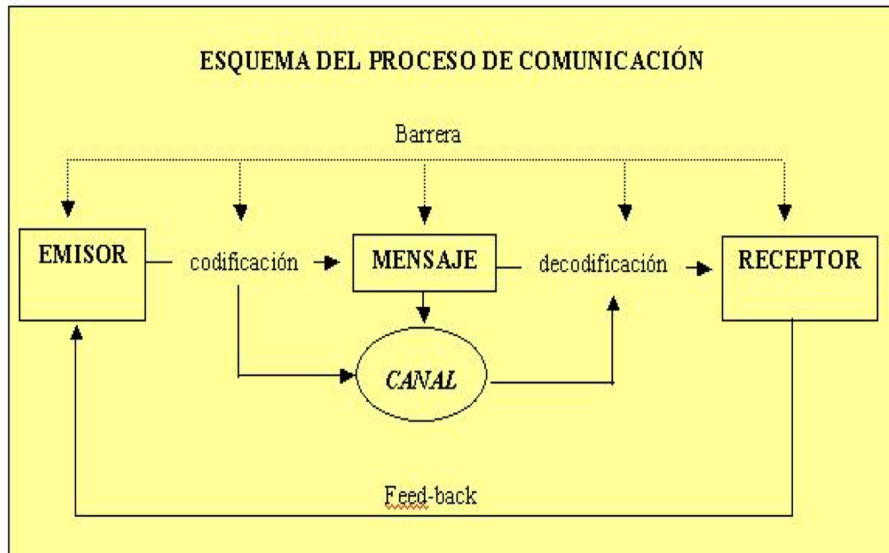 ESQUEMA DEL PROCESO DE COMUNICACIÓN
Barrera
EMISOR
codificación
MENSAJE
decodificación
RECEPTOR
CANAL
Feed-back